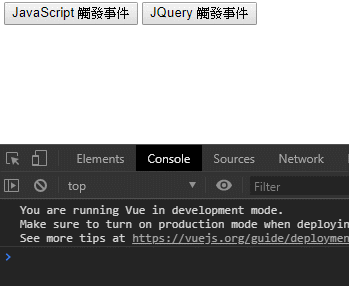 JavaScript 觸發事件 JQuery 觸發事件
Elements Console Sources Network
top Filter
You are running Vue in development mode.
Make sure to turn on production mode when deployin
See more tips at https://vuejs.org/guide/deploymen